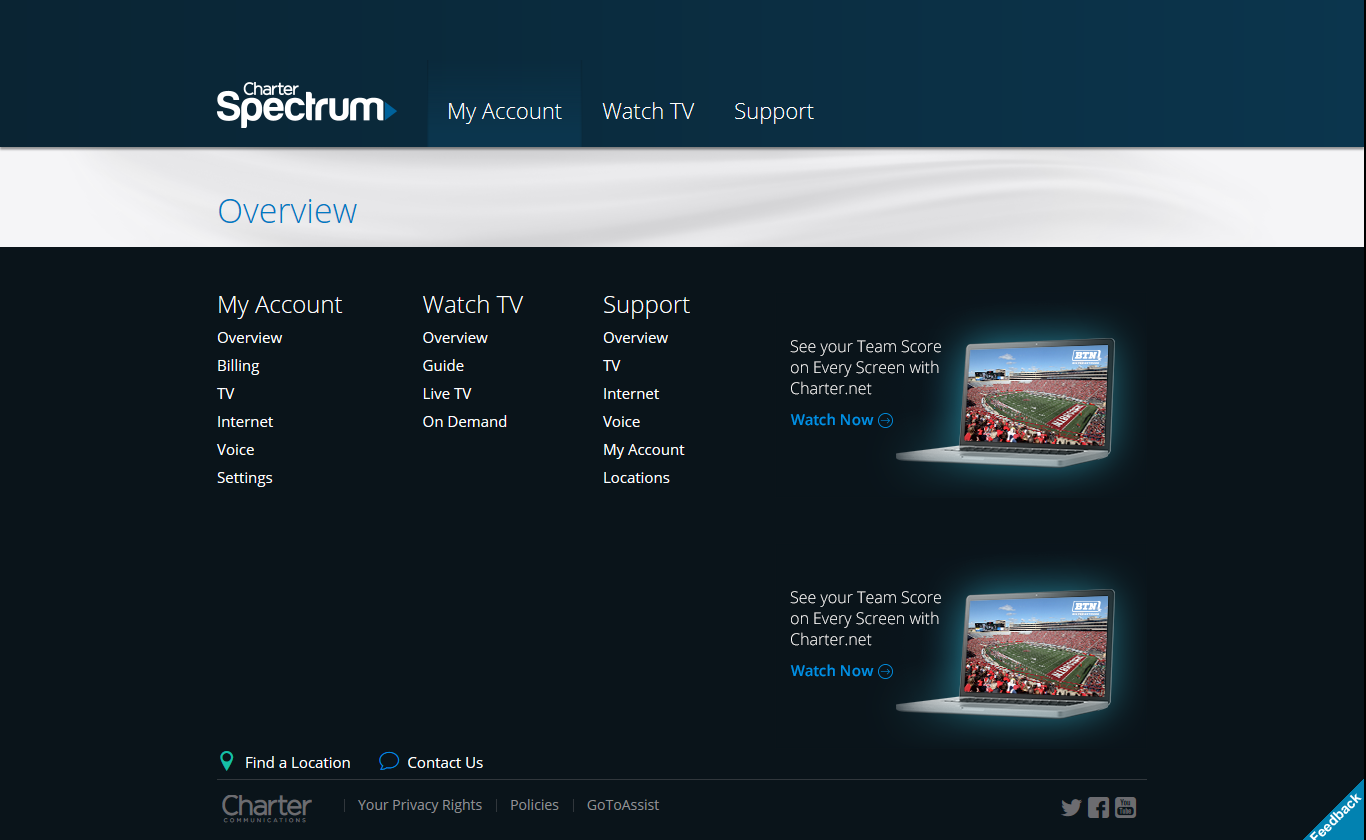 Charter
Spectrum
My Account
Watch TV
Support
Overview
My Account
Overview
Billing
TV
Internet
Voice
Settings
Watch TV
Overview
Guide
Live TV
On Demand
Support
Overview
TV
Internet
Voice
My Account
Locations
See your Team Score
on Every Screen with
Charter.net
Watch Now
BTN
WISCONSIN
See your Team Score
on Every Screen with
Charter.net
Watch Now
BTN
WISCONSIN
Find a Location
Contact Us
Charter
COMMUNICATIONS
Your Privacy Rights
Policies
GoToAssist
You
Tube
Feedback